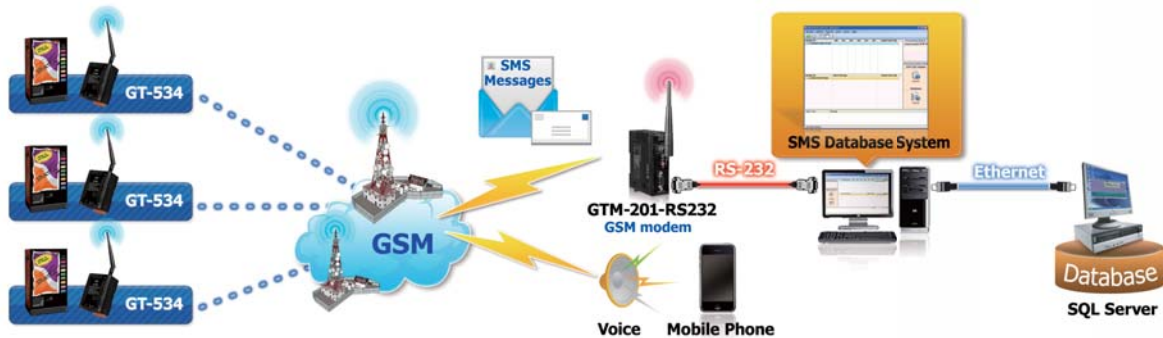 GT-534
GT-534
GT-534
GSM
SMS
Messages
GTM-201-RS232
GSM modem
RS-232
SMS Database System
Ethernet
Voice
Mobile Phone
Database
SQL Server